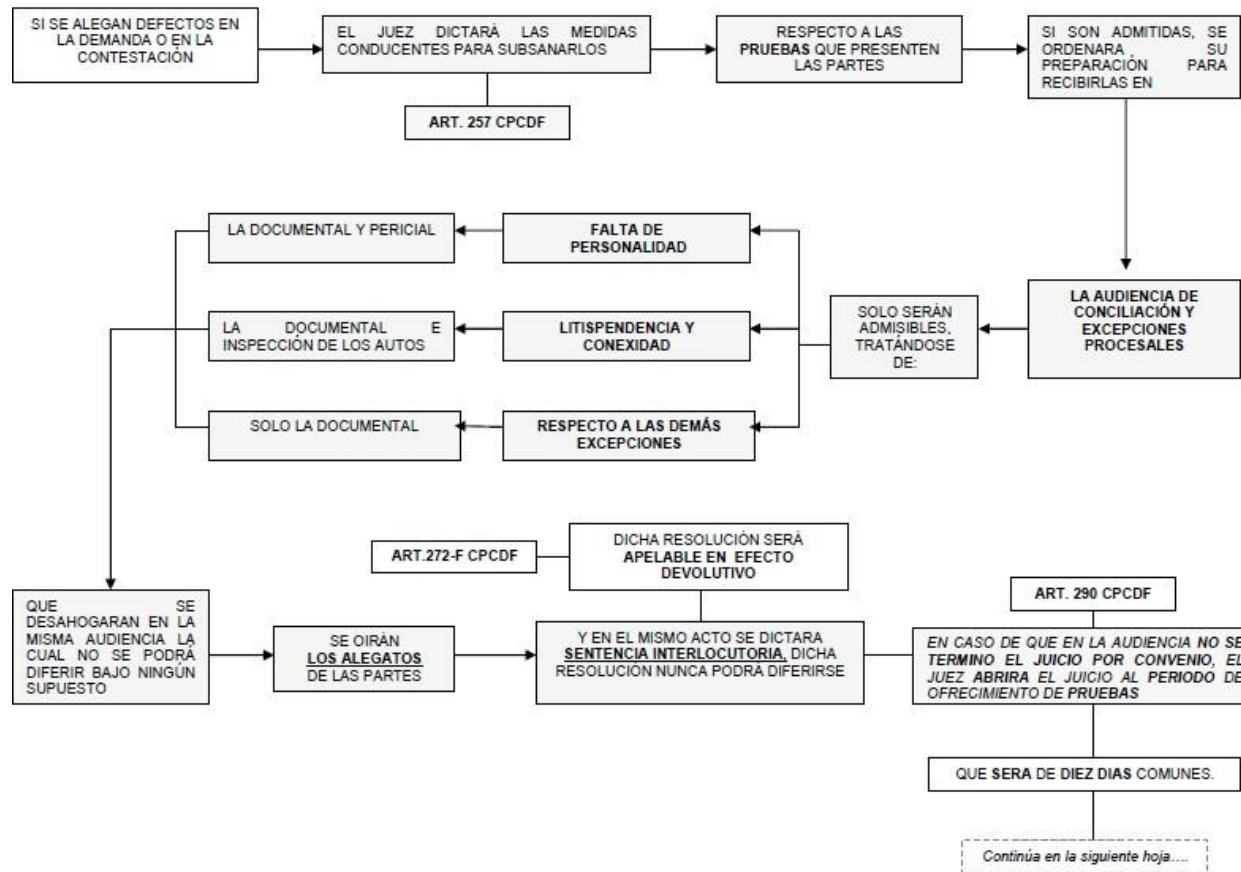 SI SE ALEGAN DEFECTOS EN
LA DEMANDA O EN LA
CONTESTACIÓN
EL JUEZ DICTARÁ LAS MEDIDAS
CONDUCENTES PARA SUBSANARLOS
ART. 257 CPCDF
RESPECTO A LAS
PRUEBAS QUE PRESENTEN
LAS PARTES
SI SON ADMITIDAS, SE
ORDENARA SU
PREPARACIÓN PARA
RECIBIRLAS EN
LA AUDIENCIA DE
CONCILIACIÓN Y
EXCEPCIONES
PROCESALES
SOLO SERÁN
ADMISIBLES,
TRATÁNDOSE
DE:
FALTA DE
PERSONALIDAD
LA DOCUMENTAL Y PERICIAL
LITISPENDENCIA Y
CONEXIDAD
LA DOCUMENTAL E
INSPECCIÓN DE LOS AUTOS
RESPECTO A LAS DEMÁS
EXCEPCIONES
SOLO LA DOCUMENTAL
QUE SE
DESAHOGARAN EN LA
MISMA AUDIENCIA LA
CUAL NO SE PODRÁ
DIFERIR BAJO NINGÚN
SUPUESTO
SE OIRÁN
LOS ALEGATOS
DE LAS PARTES
ART.272-F CPCDF
DICHA RESOLUCIÓN SERÁ
APELABLE EN EFECTO
DEVOLUTIVO
Y EN EL MISMO ACTO SE DICTARA
SENTENCIA INTERLOCUTORIA, DICHA
RESOLUCIÓN NUNCA PODRÁ DIFERIRSE
ART. 290 CPCDF
EN CASO DE QUE EN LA AUDIENCIA NO SE
TERMINO EL JUICIO POR CONVENIO, EL
JUEZ ABRIRA EL JUICIO AL PERIODO DE
OFRECIMIENTO DE PRUEBAS
QUE SERA DE DIEZ DIAS COMUNES.
Continúa en la siguiente hoja....